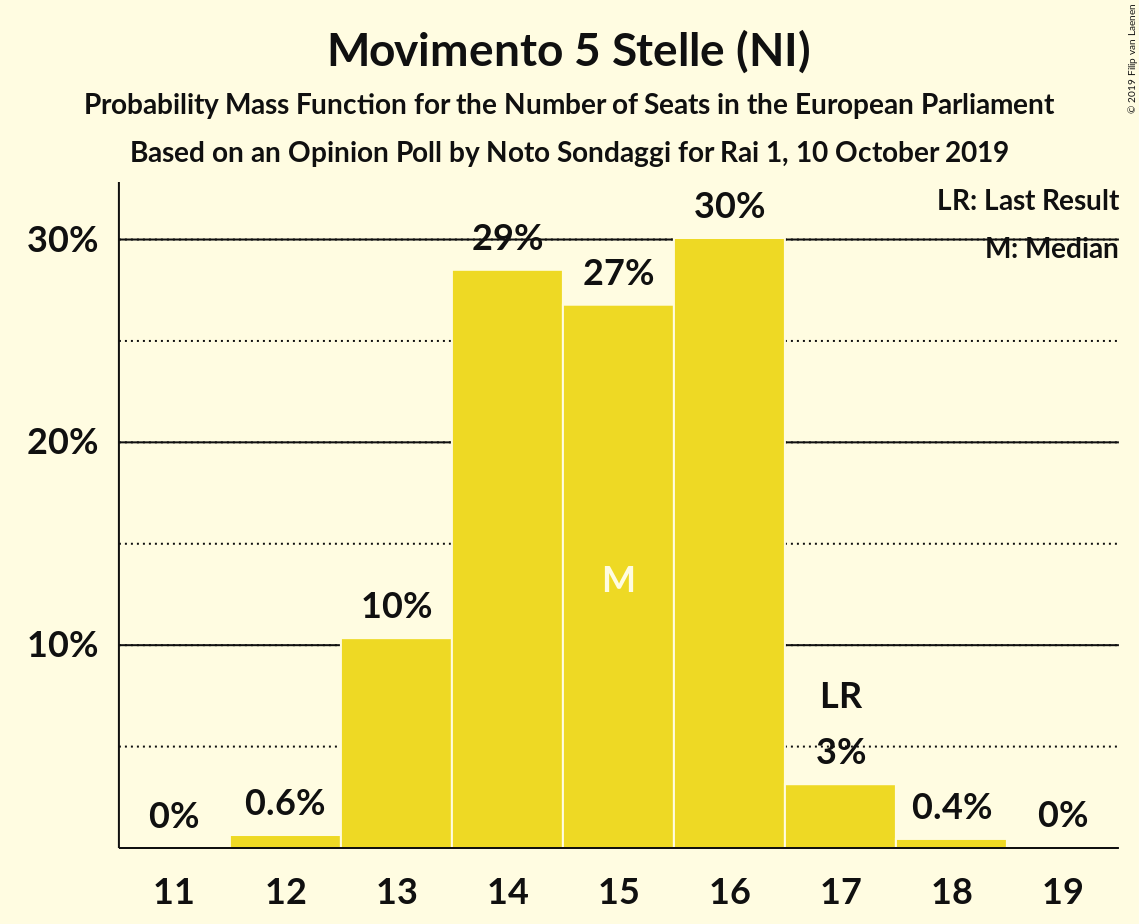 Movimento 5 Stelle (NI)
Probability Mass Function for the Number of Seats in the European Parliament
Based on an Opinion Poll by Noto Sondaggi for Rai 1, 10 October 2019
© 2019 Filip van Laenen
LR: Last Result
M: Median
30%
20%
10%
0%
0.6%
10%
29%
27%
30%
LR
3%
0.4%
0%
M
11 12 13 14 15 16 17 18 19